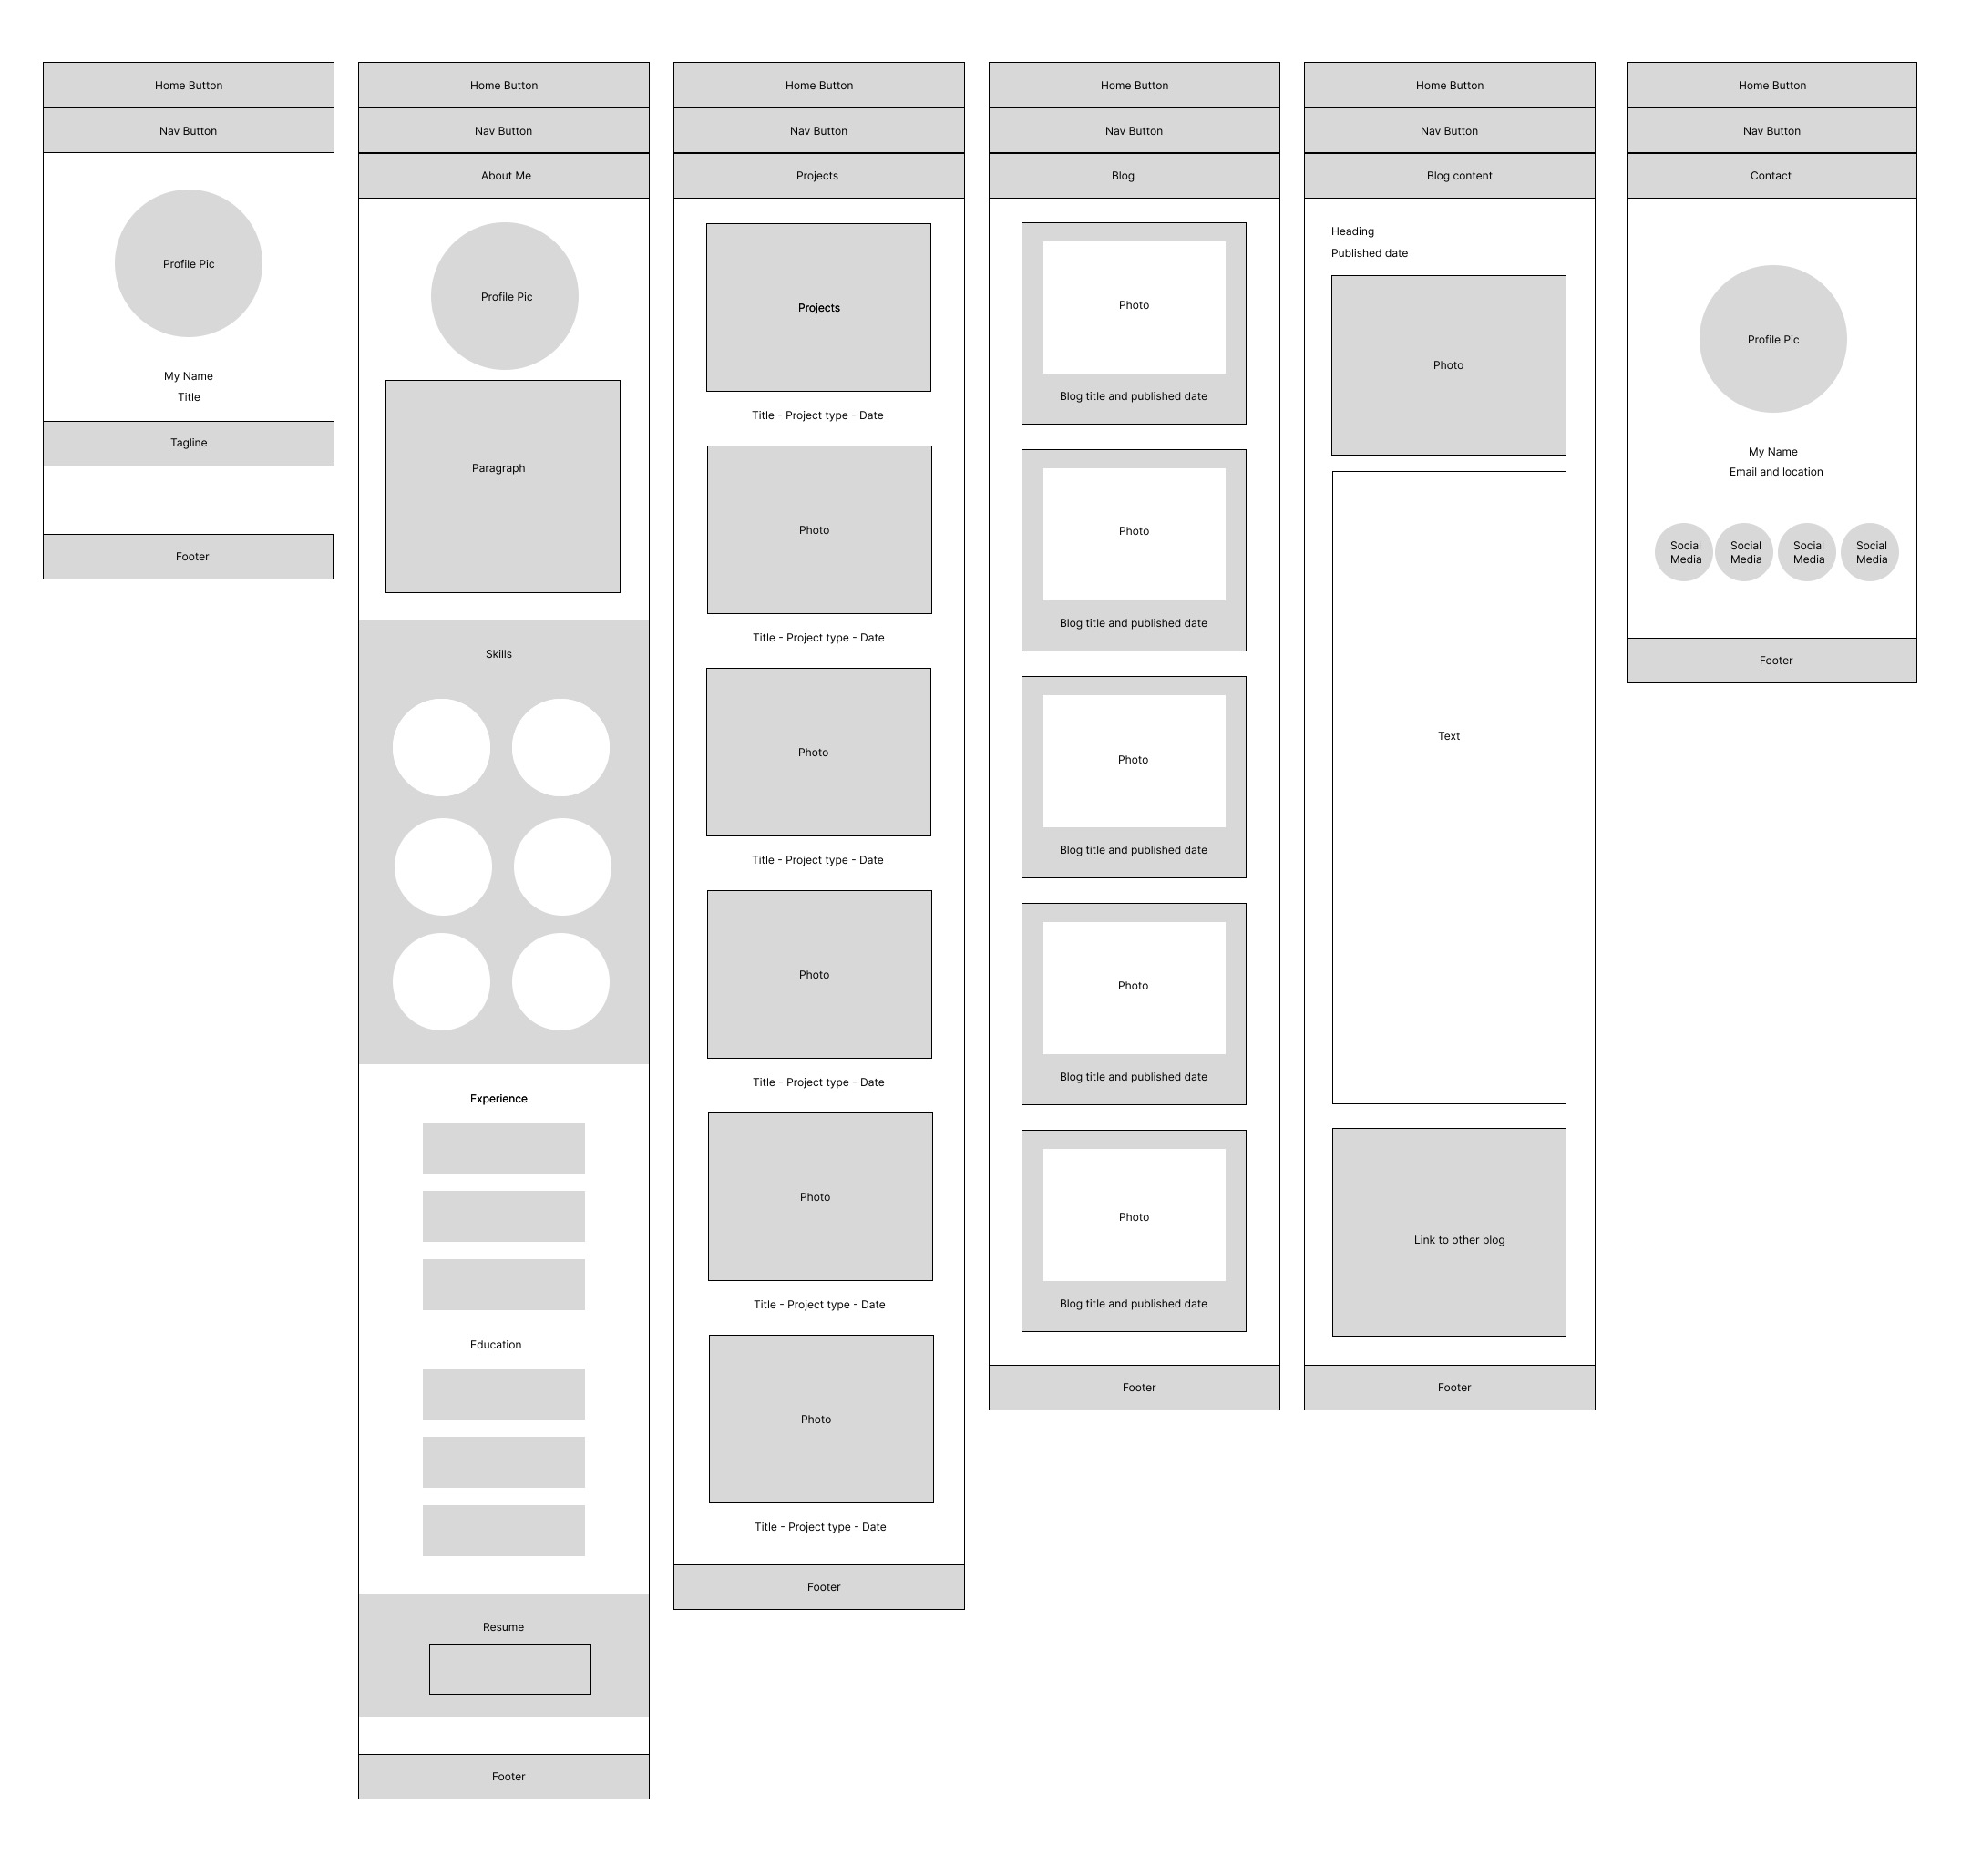 Home Button
Nav Button
Profile Pic
My Name
Title
Tagline
Footer
Home Button
Nav Button
About Me
Profile Pic
Paragraph
Skills
Experience
Education
Resume
Footer
Home Button
Nav Button
Projects
Projects
Title - Project type - Date
Photo
Title - Project type - Date
Photo
Title - Project type - Date
Photo
Title - Project type - Date
Photo
Title - Project type - Date
Photo
Title - Project type - Date
Footer
Home Button
Nav Button
Blog
Photo
Blog title and published date
Photo
Blog title and published date
Photo
Blog title and published date
Photo
Blog title and published date
Photo
Blog title and published date
Footer
Home Button
Nav Button
Blog content
Heading
Published date
Photo
Text
Link to other blog
Footer
Home Button
Nav Button
Contact
Profile Pic
My Name
Email and location
Social
Media
Social
Media
Social
Media
Social
Media
Footer